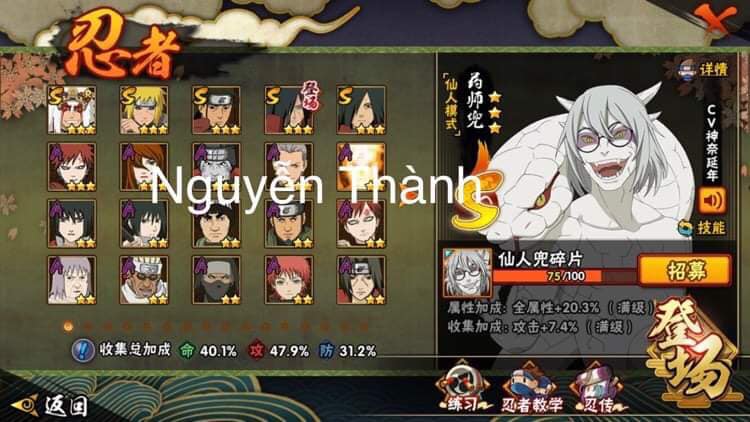 忍者
登场
S
S
S
S
S
A
A
A
A
A
A
A
A
A
A
A
A
A
A
Nguyễn Thành
详情
仙人模式
药师兜
CV神奈延年
S
技能
仙人兜碎片
75/100
招募
属性加成: 全属性+20.3% (满级)
收集加成: 攻击+7.4% (满级)
登场
收集总加成 命 40.1% 攻 47.9% 防 31.2%
返回
练习 忍者教学 忍传